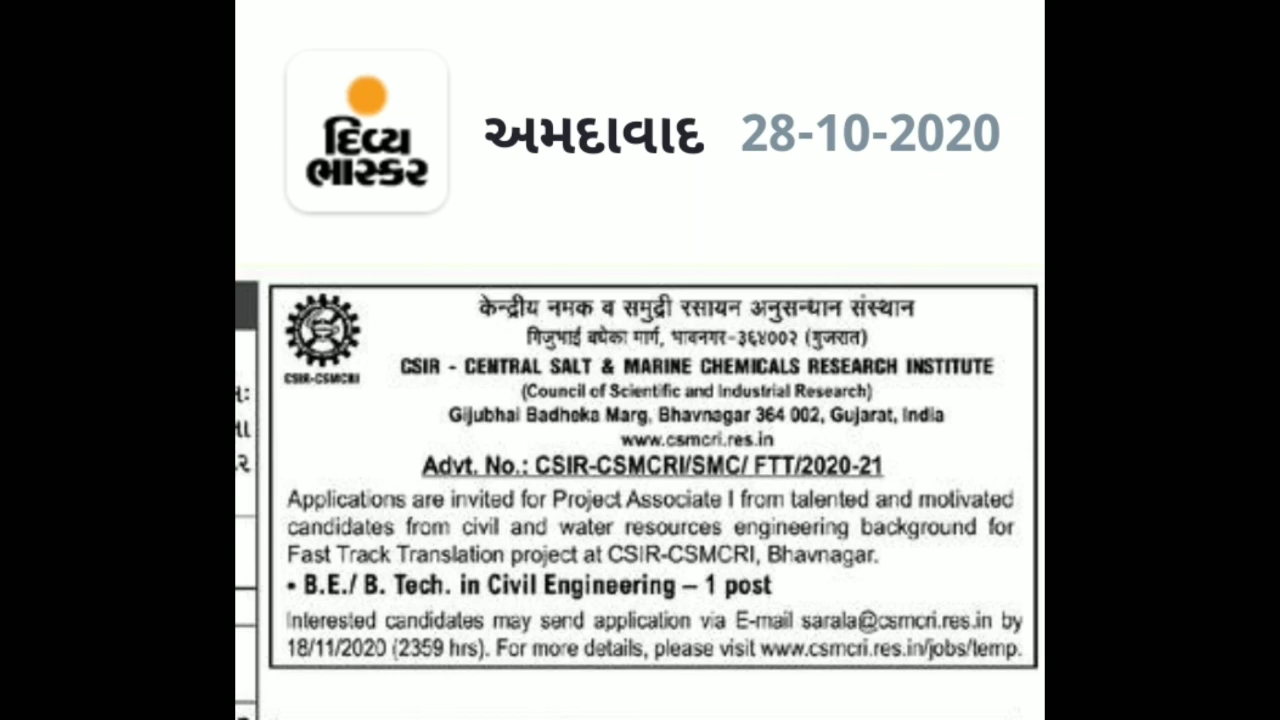 દિવ્ય
ભાસ્કર
અમદાવાદ 28-10-2020
केन्द्रीय नमक व समुद्री रसायन अनुसन्धान संस्थान
गिजुभाई बधेका मार्ग, भावनगर-३६४००२ (गुजरात)
CSIR-CSMCRI
CSIR - CENTRAL SALT & MARINE CHEMICALS RESEARCH INSTITUTE
(Council of Scientific and Industrial Research)
Gijubhai Badheka Marg, Bhavnagar 364 002, Gujarat, India
www.csmcri.res.in
Advt. No.: CSIR-CSMCRI/SMC/ FTT/2020-21
Applications are invited for Project Associate I from talented and motivated
candidates from civil and water resources engineering background for
Fast Track Translation project at CSIR-CSMCRI, Bhavnagar.
• B.E./ B. Tech. in Civil Engineering – 1 post
Interested candidates may send application via E-mail sarala@csmcri.res.in by
18/11/2020 (2359 hrs). For more details, please visit www.csmcri.res.in/jobs/temp.